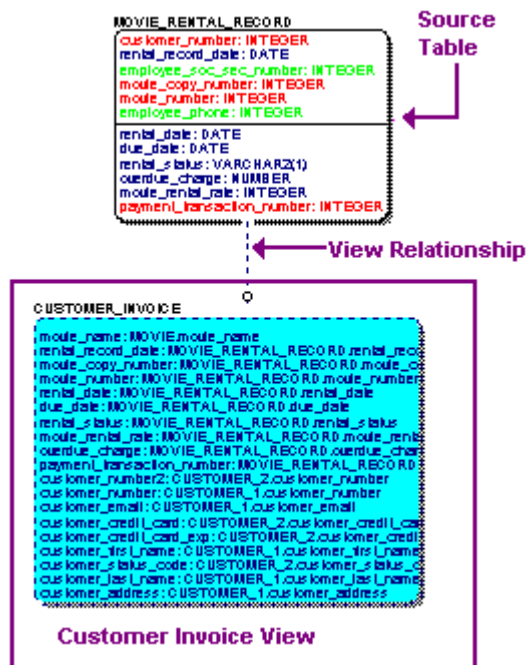 MOVIE_RENTAL_RECORD
Source
Table
customer_number: INTEGER
rental_record_date: DATE
employee_soc_sec_number: INTEGER
movie_copy_number: INTEGER
movie_number: INTEGER
employee_phone: INTEGER
rental_date: DATE
due_date: DATE
rental_status: VARCHAR2(1)
overdue_charge: NUMBER
movie_rental_rate: INTEGER
payment_transaction_number: INTEGER
View Relationship
CUSTOMER_INVOICE
movie_name: MOVIE.movie_name
rental_record_date: MOVIE_RENTAL_RECORD.rental_reco
movie_copy_number: MOVIE_RENTAL_RECORD.movie_c
movie_number: MOVIE_RENTAL_RECORD.movie_number
rental_date: MOVIE_RENTAL_RECORD.rental_date
due_date: MOVIE_RENTAL_RECORD.due_date
rental_status: MOVIE_RENTAL_RECORD.rental_status
movie_rental_rate: MOVIE_RENTAL_RECORD.movie_renta
overdue_charge: MOVIE_RENTAL_RECORD.overdue_char
payment_transaction_number: MOVIE_RENTAL_RECORD
customer_number2: CUSTOMER_2.customer_number
customer_number: CUSTOMER_1.customer_number
customer_email: CUSTOMER_1.customer_email
customer_credit_card: CUSTOMER_2.customer_credit_car
customer_credit_card_exp: CUSTOMER_2.customer_credi
customer_first_name: CUSTOMER_1.customer_first_name
customer_status_code: CUSTOMER_2.customer_status_c
customer_last_name: CUSTOMER_1.customer_last_name
customer_address: CUSTOMER_1.customer_address
Customer Invoice View